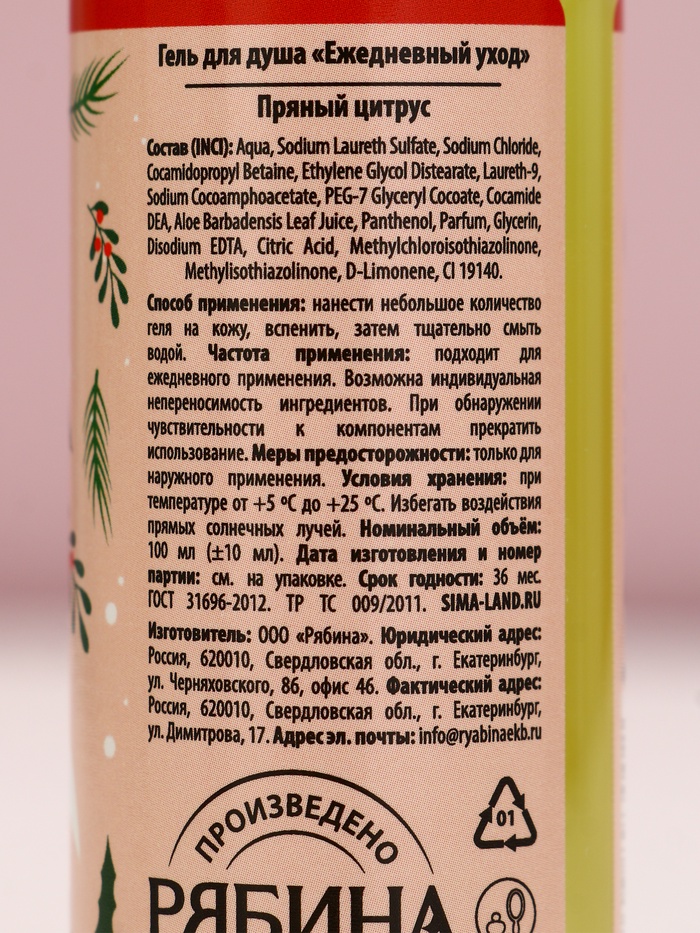 Гель для душа «Ежедневный уход»
Пряный цитрус
Состав (INCI): Aqua, Sodium Laureth Sulfate, Sodium Chloride,
Cocamidopropyl Betaine, Ethylene Glycol Distearate, Laureth-9,
Sodium Cocoamphoacetate, PEG-7 Glyceryl Cocoate, Cocamide
DEA, Aloe Barbadensis Leaf Juice, Panthenol, Parfum, Glycerin,
Disodium EDTA, Citric Acid, Methylchloroisothiazolinone,
Methylisothiazolinone, D-Limonene, CI 19140.
Способ применения: нанести небольшое количество
геля на кожу, вспенить, затем тщательно смыть
водой. Частота применения: подходит для
ежедневного применения. Возможна индивидуальная
непереносимость ингредиентов. При обнаружении
чувствительности к компонентам прекратить
использование. Меры предосторожности: только для
наружного применения. Условия хранения: при
температуре от +5 ºС до +25 ºС. Избегать воздействия
прямых солнечных лучей. Номинальный объём:
100 мл (±10 мл). Дата изготовления и номер
партии: см. на упаковке. Срок годности: 36 мес.
ГОСТ 31696-2012. ТР ТС 009/2011. SIMA-LAND.RU
Изготовитель: ООО «Рябина». Юридический адрес:
Россия, 620010, Свердловская обл., г. Екатеринбург,
ул. Черняховского, 86, офис 46. Фактический адрес:
Россия, 620010, Свердловская обл., г. Екатеринбург,
ул. Димитрова, 17. Адрес эл. почты: info@ryabinaekb.ru
ПРОИЗВЕДЕНО
01
РЯБИНА